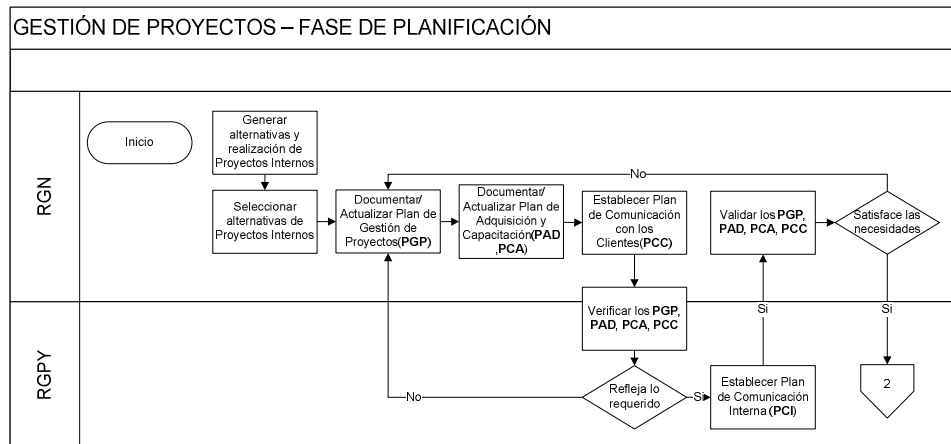 GESTIÓN DE PROYECTOS – FASE DE PLANIFICACIÓN
RGN
Inicio
Generar
alternativas y
realización de
Proyectos Internos
Seleccionar
alternativas de
Proyectos Internos
Documentar/
Actualizar Plan de
Gestión de
Proyectos(PGP)
Documentar/
Actualizar Plan de
Adquisición y
Capacitación(PAD
,PCA)
Establecer Plan
de Comunicación
con los
Clientes(PCC)
Validar los PGP,
PAD, PCA, PCC
Satisface las
necesidades
No
Si
Si
RGPY
Verificar los PGP,
PAD, PCA, PCC
Refleja lo
requerido
No
Si
Establecer Plan
de Comunicación
Interna (PCI)
2